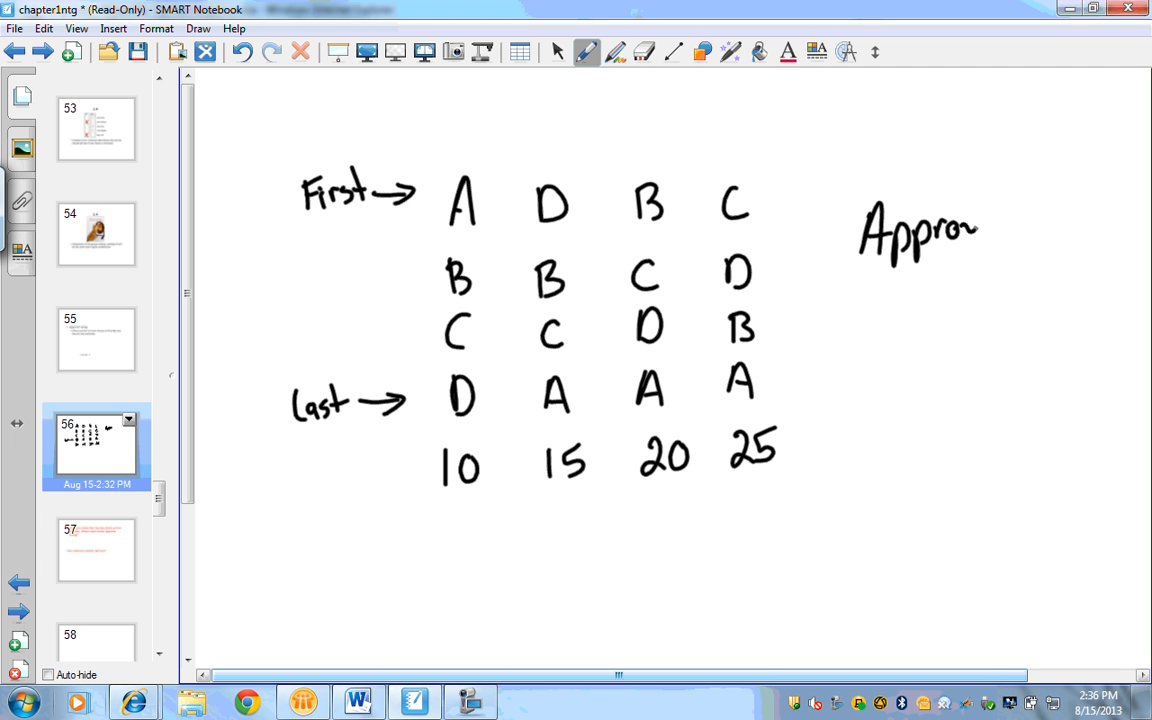 chapter1ntg * (Read-Only) - SMART Notebook
File Edit View Insert Format Draw Help
53
54
55
56
Aug 15-2:32 PM
57
58
First → A D B C
Approv
B B C D
C C D B
Last → D A A A
10 15 20 25
Auto-hide
2:36 PM
8/15/2013